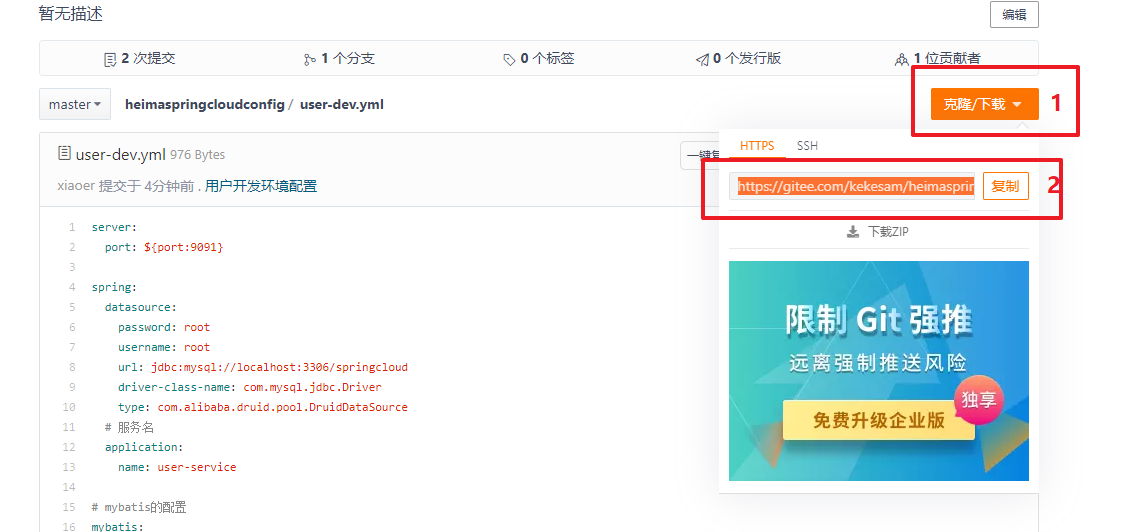 暂无描述
编辑
2 次提交
1 个分支
0 个标签
0 个发行版
1 位贡献者
master
heimaspringcloudconfig / user-dev.yml
克隆/下载
1
user-dev.yml 976 Bytes
一键复
HTTPS SSH
xiaoer 提交于 4分钟前 . 用户开发环境配置
https://gitee.com/kekesam/heimasprin
复制
2
下载ZIP
1 server:
2 port: ${port:9091}
3
4 spring:
5 datasource:
6 password: root
7 username: root
8 url: jdbc:mysql://localhost:3306/springcloud
9 driver-class-name: com.mysql.jdbc.Driver
10 type: com.alibaba.druid.pool.DruidDataSource
11 # 服务名
12 application:
13 name: user-service
14
15 # mybatis的配置
16 mybatis:
限制 Git 强推
远离强制推送风险
独享
免费升级企业版